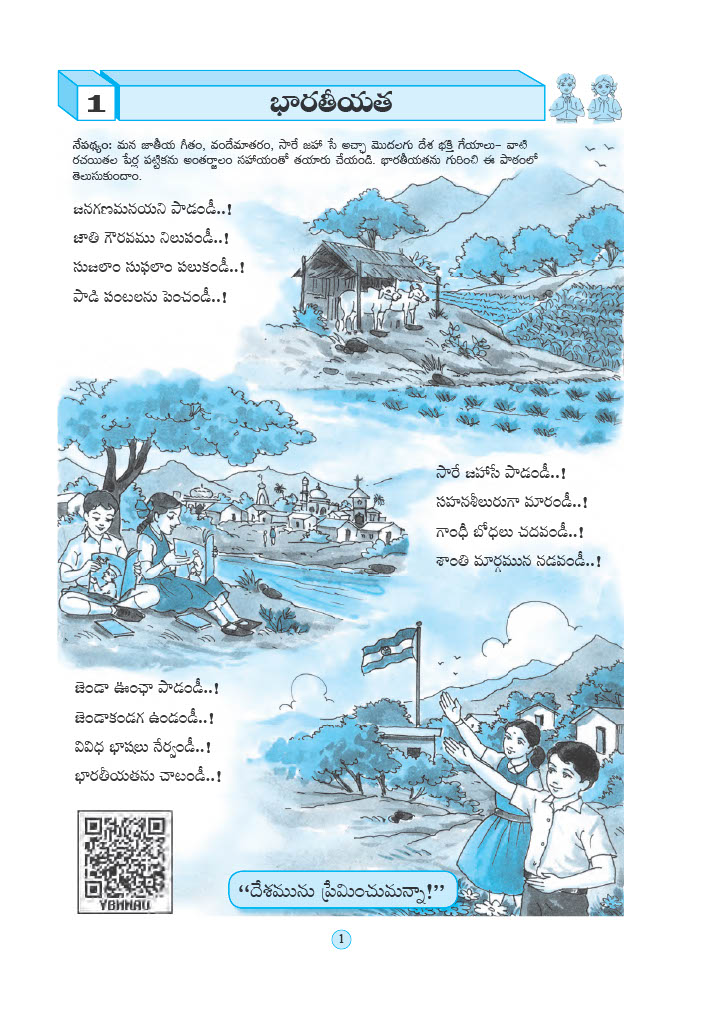 1
భారతీయత
నేపథ్యం: మన జాతీయ గీతం, వందేమాతరం, సారే జహా సే అచ్ఛా మొదలగు దేశ భక్తి గేయాలు– వాటి
రచయితల పేర్ల పట్టికను అంతర్జాలం సహాయంతో తయారు చేయండి. భారతీయతను గురించి ఈ పాఠంలో
తెలుసుకుందాం.
జనగణమనయని పాడండీ..!
జాతి గౌరవము నిలుపండీ..!
సుజలాం సుఫలాం పలుకండీ..!
పాడి పంటలను పెంచండీ..!
సారే జహాసే పాడండీ..!
సహనశీలురుగా మారండీ..!
గాంధీ బోధలు చదవండీ..!
శాంతి మార్గమున నడవండీ..!
జెండా ఊంఛా పాడండీ..!
జెండాకండగ ఉండండీ..!
వివిధ భాషలు నేర్వండీ..!
భారతీయతను చాటండీ..!
Y8MMAU
“దేశమును ప్రేమించుమన్నా!”
1